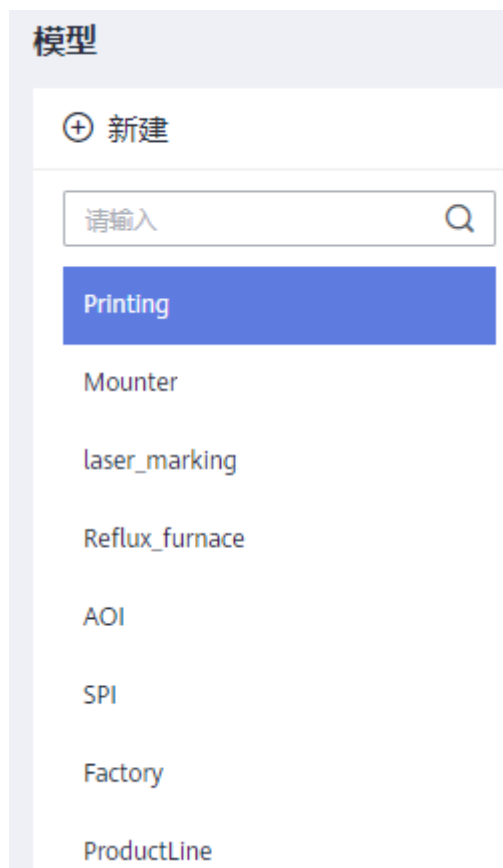 模型
新建
请输入
Printing
Mounter
laser_marking
Reflux_furnace
AOI
SPI
Factory
ProductLine